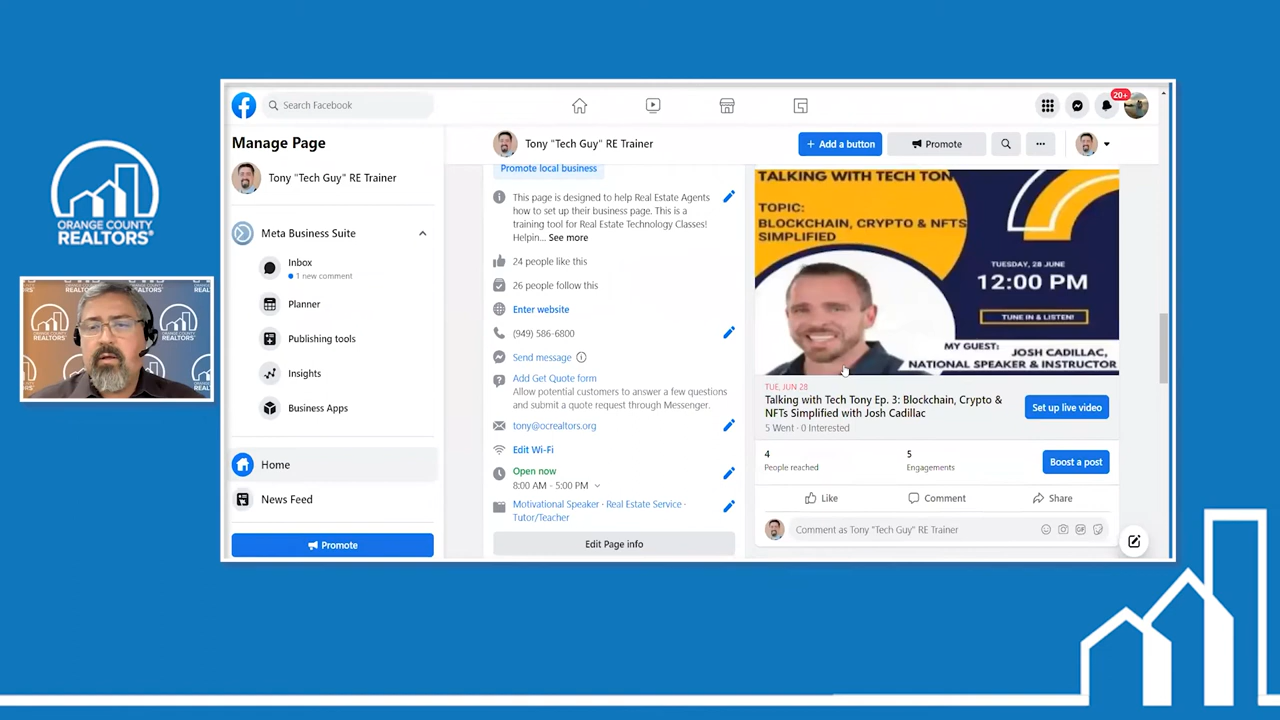 ORANGE COUNTY
REALTORS®
Search Facebook
20+
Manage Page
Tony "Tech Guy" RE Trainer
Meta Business Suite
Inbox
1 new comment
Planner
Publishing tools
Insights
Business Apps
Home
News Feed
Promote
Tony "Tech Guy" RE Trainer
+ Add a button
Promote
Promote local business
This page is designed to help Real Estate Agents
how to set up their business page. This is a
training tool for Real Estate Technology Classes!
Helpin... See more
24 people like this
26 people follow this
Enter website
(949) 586-6800
Send message
Add Get Quote form
Allow potential customers to answer a few questions
and submit a quote request through Messenger.
tony@ocrealtors.org
Edit Wi-Fi
Open now
8:00 AM - 5:00 PM
Motivational Speaker · Real Estate Service ·
Tutor/Teacher
Edit Page info
TALKING WITH TECH TON
TOPIC:
BLOCKCHAIN, CRYPTO & NFTS
SIMPLIFIED
TUESDAY, 28 JUNE
12:00 PM
TUNE IN & LISTEN!
MY GUEST:
JOSH CADILLAC,
NATIONAL SPEAKER & INSTRUCTOR
TUE, JUN 28
Talking with Tech Tony Ep. 3: Blockchain, Crypto &
NFTs Simplified with Josh Cadillac
5 Went · 0 Interested
Set up live video
4
People reached
5
Engagements
Boost a post
Like
Comment
Share
Comment as Tony "Tech Guy" RE Trainer